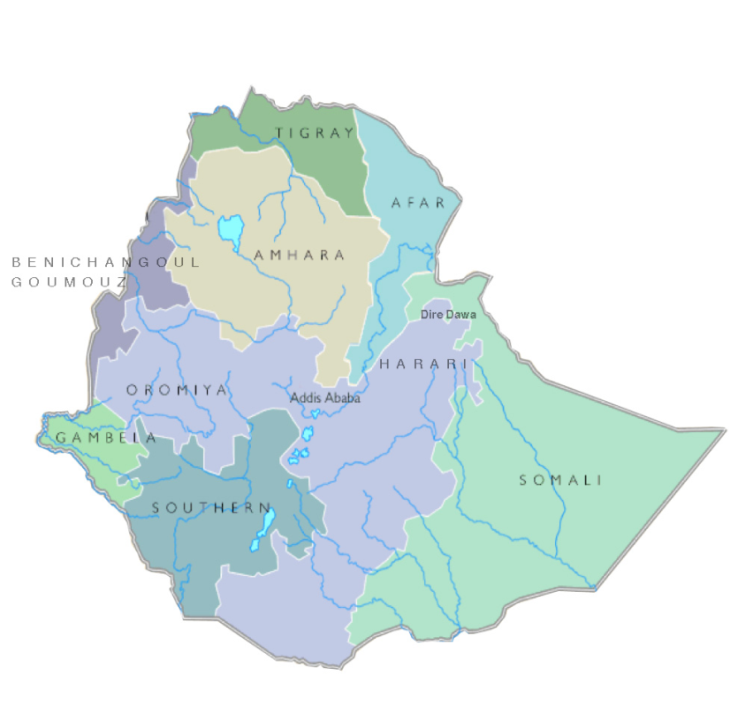 TIGRAY
AFAR
AMHARA
BENICHANGOUL
GOUMOUZ
Dire Dawa
HARARI
OROMIYA
Addis Ababa
GAMBELA
SOMALI
SOUTHERN